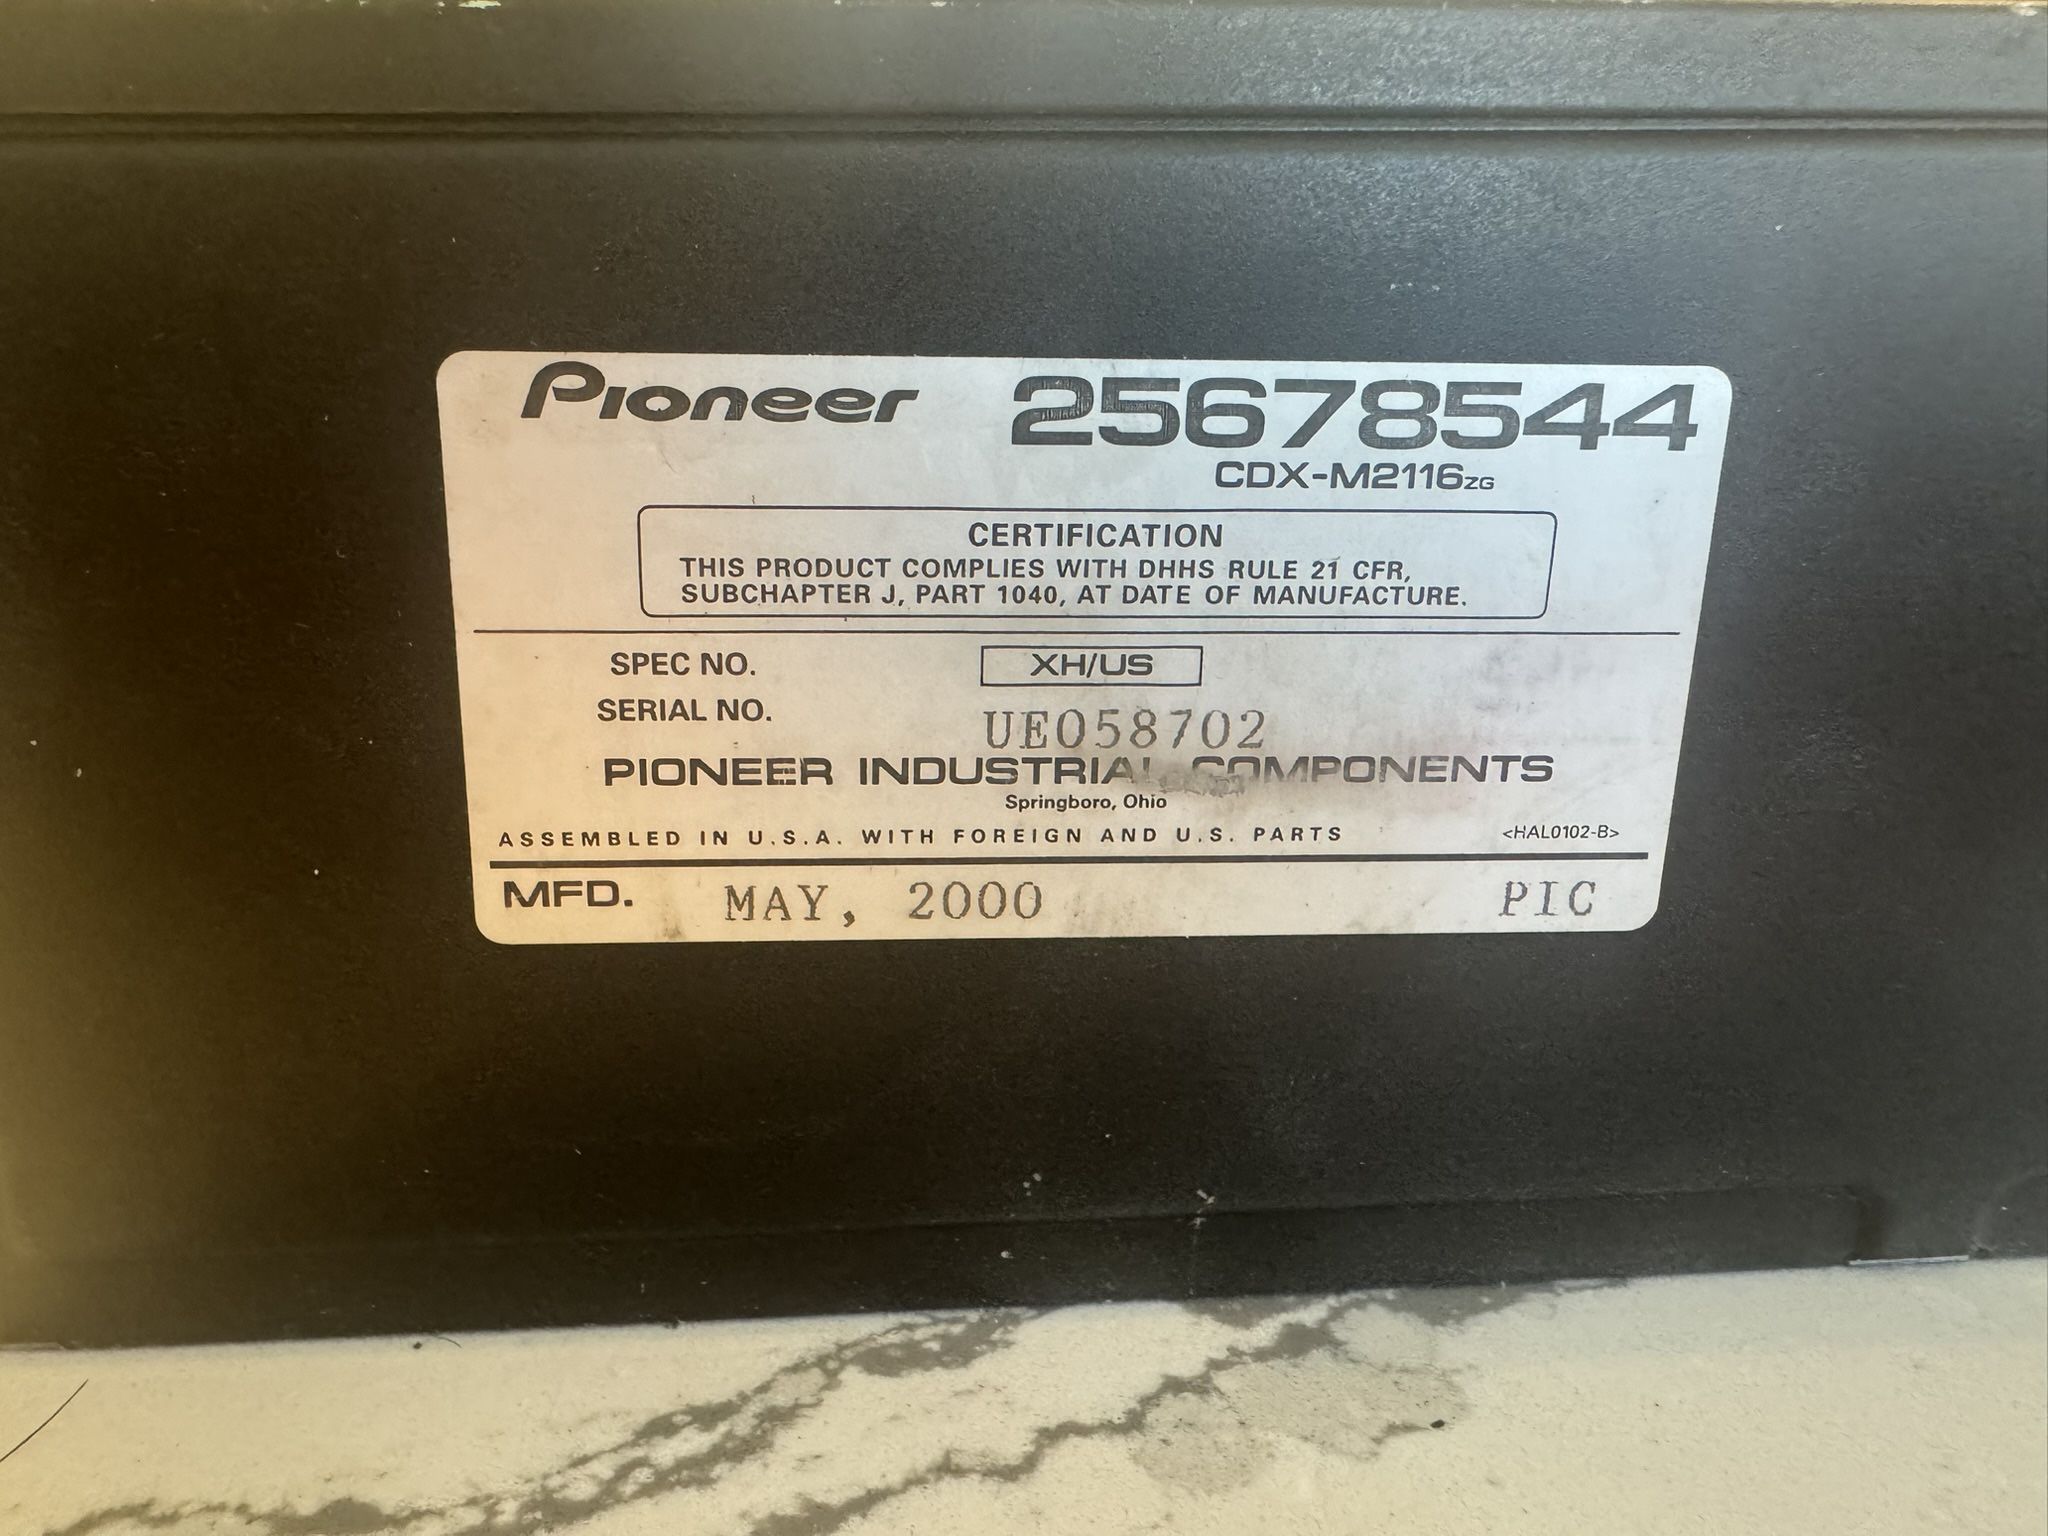 Pioneer 25678544
CDX-M2116ZG
CERTIFICATION
THIS PRODUCT COMPLIES WITH DHHS RULE 21 CFR,
SUBCHAPTER J, PART 1040, AT DATE OF MANUFACTURE.
SPEC NO. XH/US
SERIAL NO. UE058702
PIONEER INDUSTRIAL COMPONENTS
Springboro, Ohio
ASSEMBLED IN U.S.A. WITH FOREIGN AND U.S. PARTS <HAL0102-B>
MFD. MAY, 2000 PIC